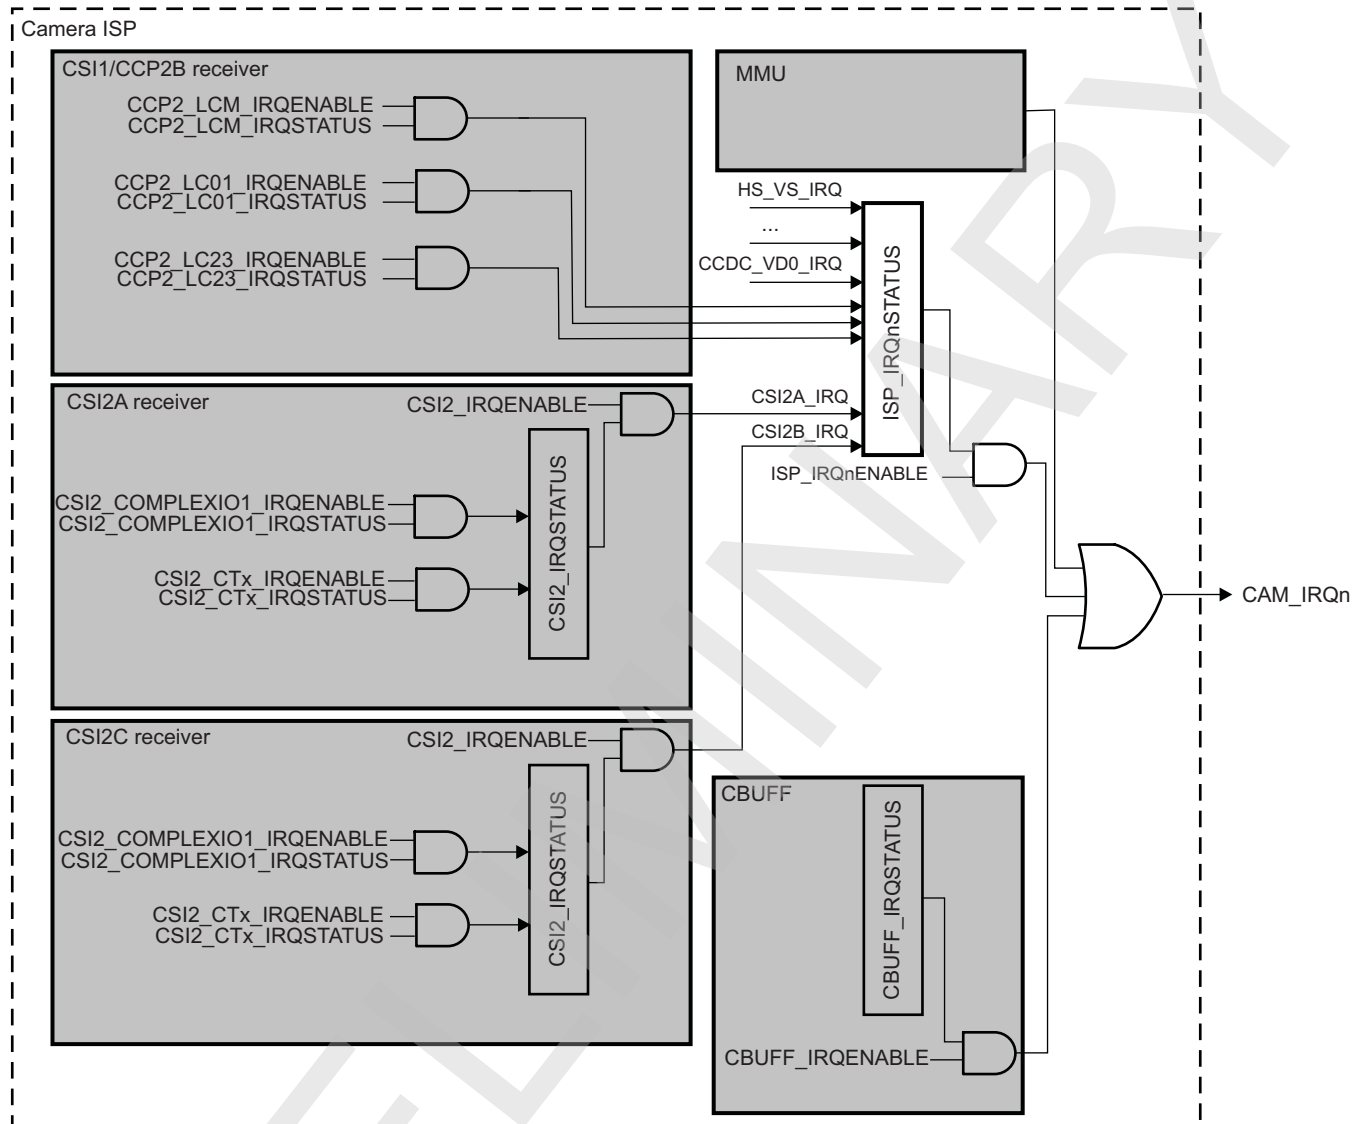 Camera ISP
CSI1/CCP2B receiver
CCP2_LCM_IRQENABLE
CCP2_LCM_IRQSTATUS
CCP2_LC01_IRQENABLE
CCP2_LC01_IRQSTATUS
CCP2_LC23_IRQENABLE
CCP2_LC23_IRQSTATUS
MMU
HS_VS_IRQ
...
CCDC_VD0_IRQ
ISP_IRQnSTATUS
CSI2A_IRQ
CSI2B_IRQ
ISP_IRQnENABLE
CSI2A receiver
CSI2_IRQENABLE
CSI2_COMPLEXIO1_IRQENABLE
CSI2_COMPLEXIO1_IRQSTATUS
CSI2_CTx_IRQENABLE
CSI2_CTx_IRQSTATUS
CSI2_IRQSTATUS
CAM_IRQn
CSI2C receiver
CSI2_IRQENABLE
CSI2_COMPLEXIO1_IRQENABLE
CSI2_COMPLEXIO1_IRQSTATUS
CSI2_CTx_IRQENABLE
CSI2_CTx_IRQSTATUS
CSI2_IRQSTATUS
CBUFF
CBUFF_IRQSTATUS
CBUFF_IRQENABLE